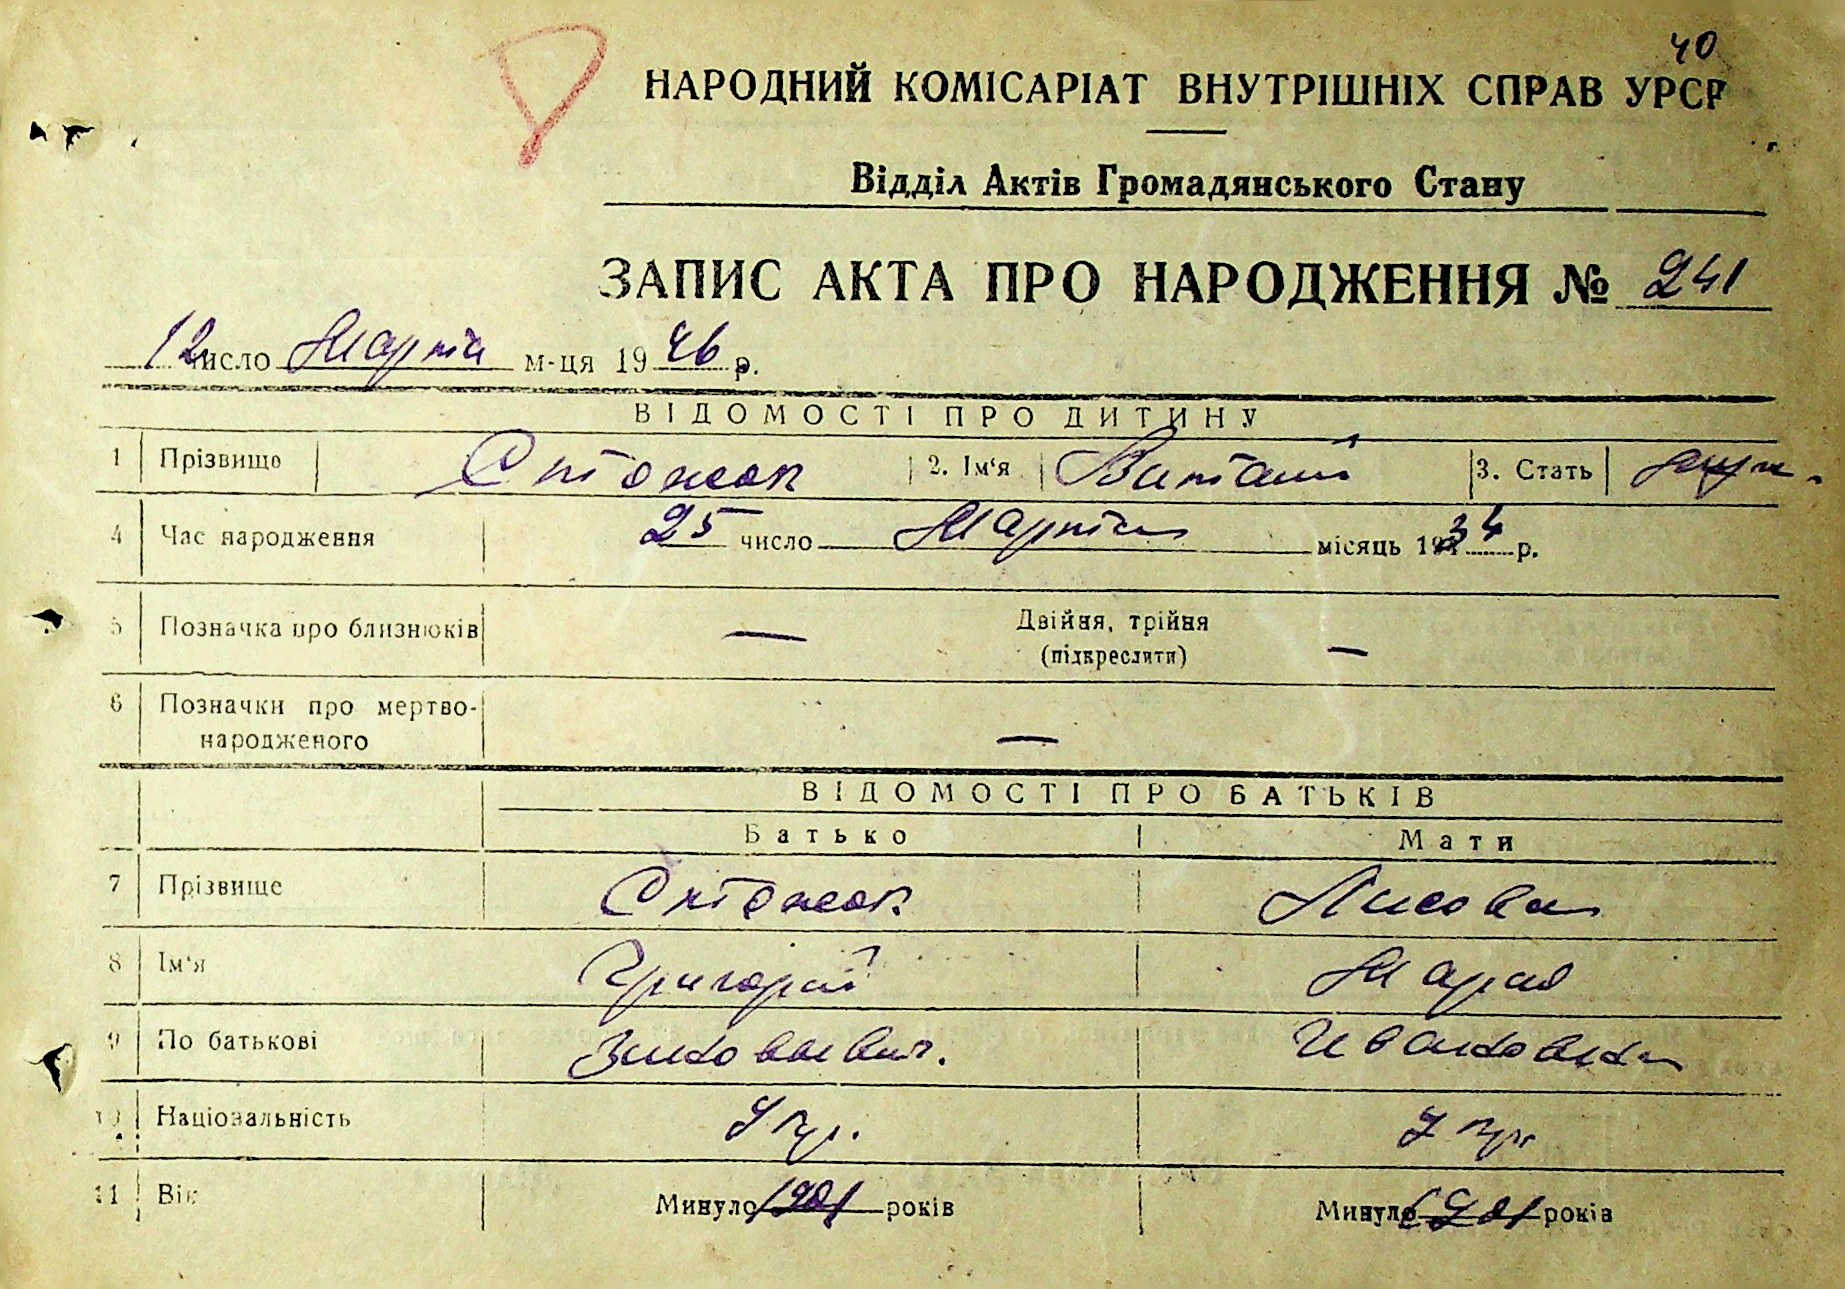 40
НАРОДНИЙ КОМІСАРІАТ ВНУТРІШНІХ СПРАВ УРСР
Відділ Актів Громадянського Стану
ЗАПИС АКТА ПРО НАРОДЖЕННЯ № 241
12 число Марта м-ця 1946 р.
ВІДОМОСТІ ПРО ДИТИНУ
1 Прізвище 2. Ім'я Виталий 3. Стать муж.
4 Час народження 25 число Марта місяць 1934 р.
5 Позначка про близнюків — Двійня, трійня —
(підкреслити)
6 Позначки про мертво-
народженого —
ВІДОМОСТІ ПРО БАТЬКІВ
Батько Мати
7 Прізвище Лисовая
8 Ім'я Григорий Мария
9 По батькові Зиновьевич. Ивановна
10 Національність Укр. Укр.
11 Вік Минуло 1901 років Минуло 1901 років